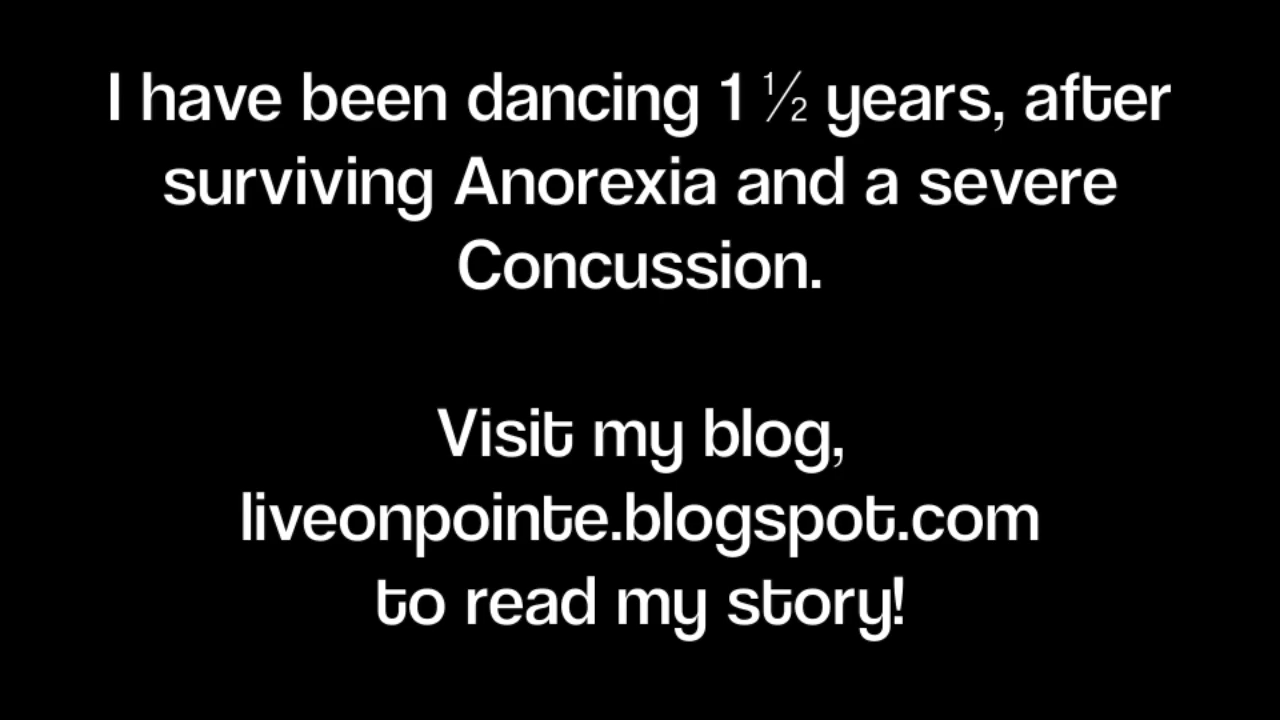 I have been dancing 1 ½ years, after
surviving Anorexia and a severe
Concussion.
Visit my blog,
liveonpointe.blogspot.com
to read my story!